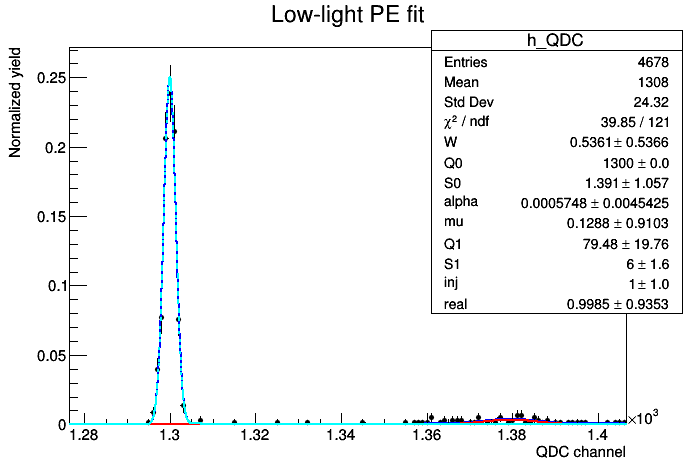 Low-light PE fit
Normalized yield
h_QDC
Entries 4678
Mean 1308
Std Dev 24.32
χ² / ndf 39.85 / 121
W 0.5361 ± 0.5366
Q0 1300 ± 0.0
S0 1.391 ± 1.057
alpha 0.0005748 ± 0.0045425
mu 0.1288 ± 0.9103
Q1 79.48 ± 19.76
S1 6 ± 1.6
inj 1 ± 1.0
real 0.9985 ± 0.9353
0.25
0.2
0.15
0.1
0.05
0
1.28 1.3 1.32 1.34 1.36 1.38 1.4 ×10³
QDC channel